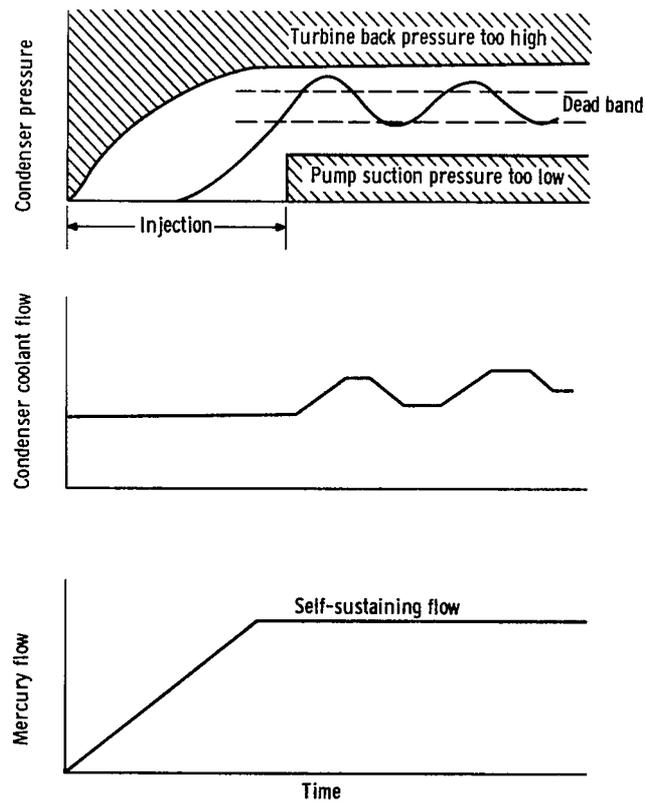 Condenser pressure
Turbine back pressure too high
Dead band
Pump suction pressure too low
Injection
Condenser coolant flow
Mercury flow
Self-sustaining flow
Time